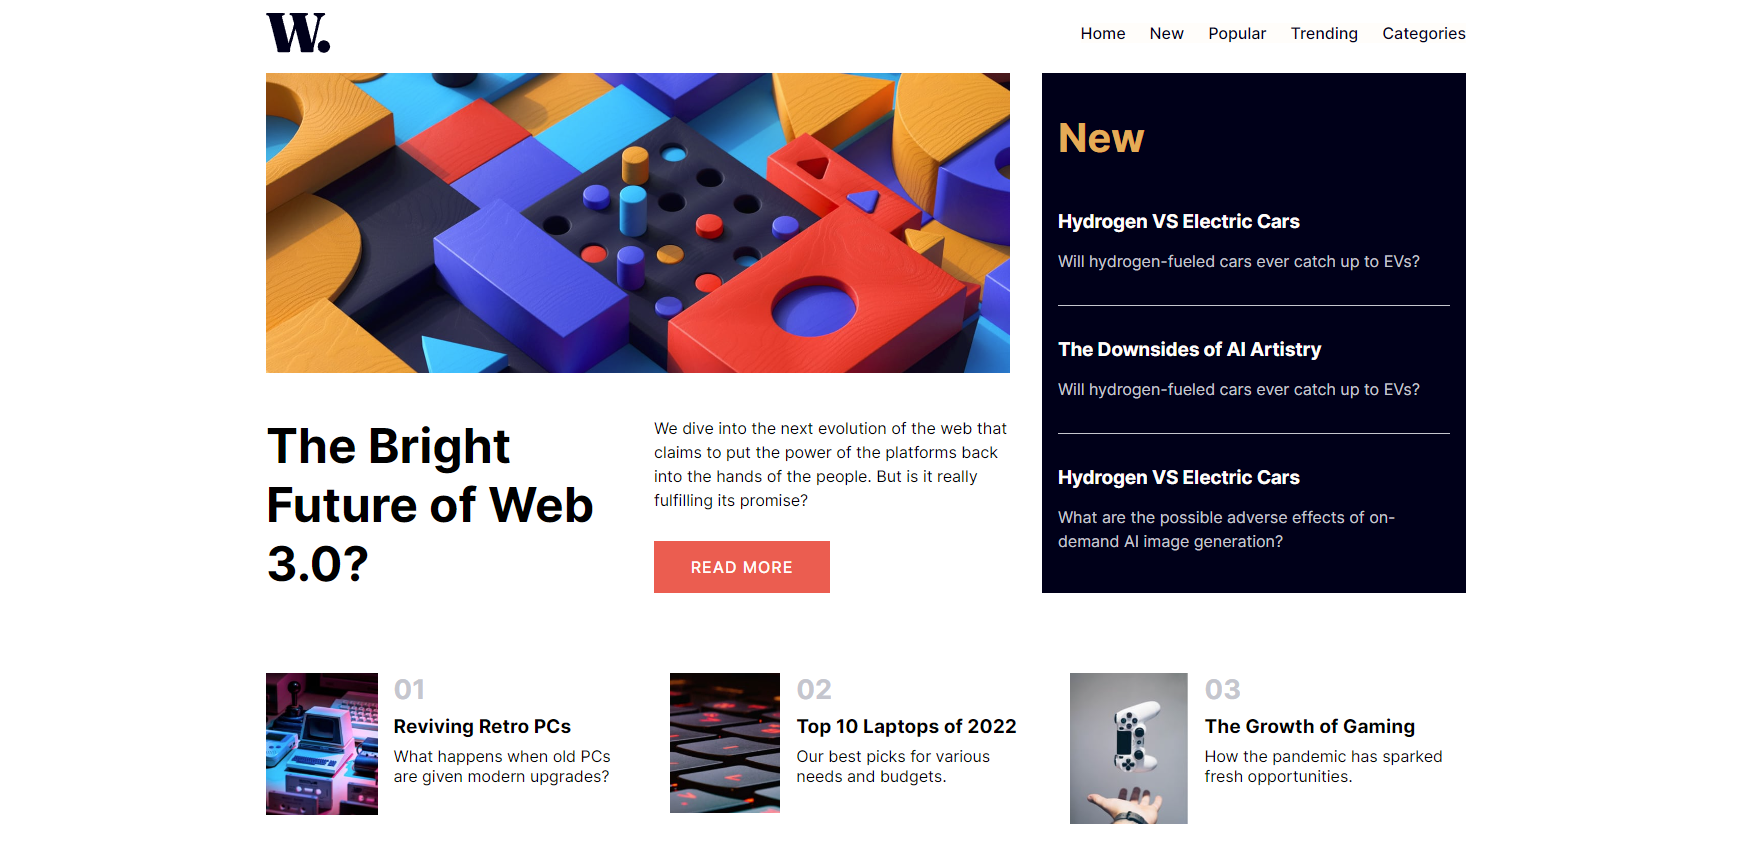 W.
Home New Popular Trending Categories
The Bright
Future of Web
3.0?
We dive into the next evolution of the web that
claims to put the power of the platforms back
into the hands of the people. But is it really
fulfilling its promise?
READ MORE
New
Hydrogen VS Electric Cars
Will hydrogen-fueled cars ever catch up to EVs?
The Downsides of AI Artistry
Will hydrogen-fueled cars ever catch up to EVs?
Hydrogen VS Electric Cars
What are the possible adverse effects of on-
demand AI image generation?
01
Reviving Retro PCs
What happens when old PCs
are given modern upgrades?
02
Top 10 Laptops of 2022
Our best picks for various
needs and budgets.
03
The Growth of Gaming
How the pandemic has sparked
fresh opportunities.